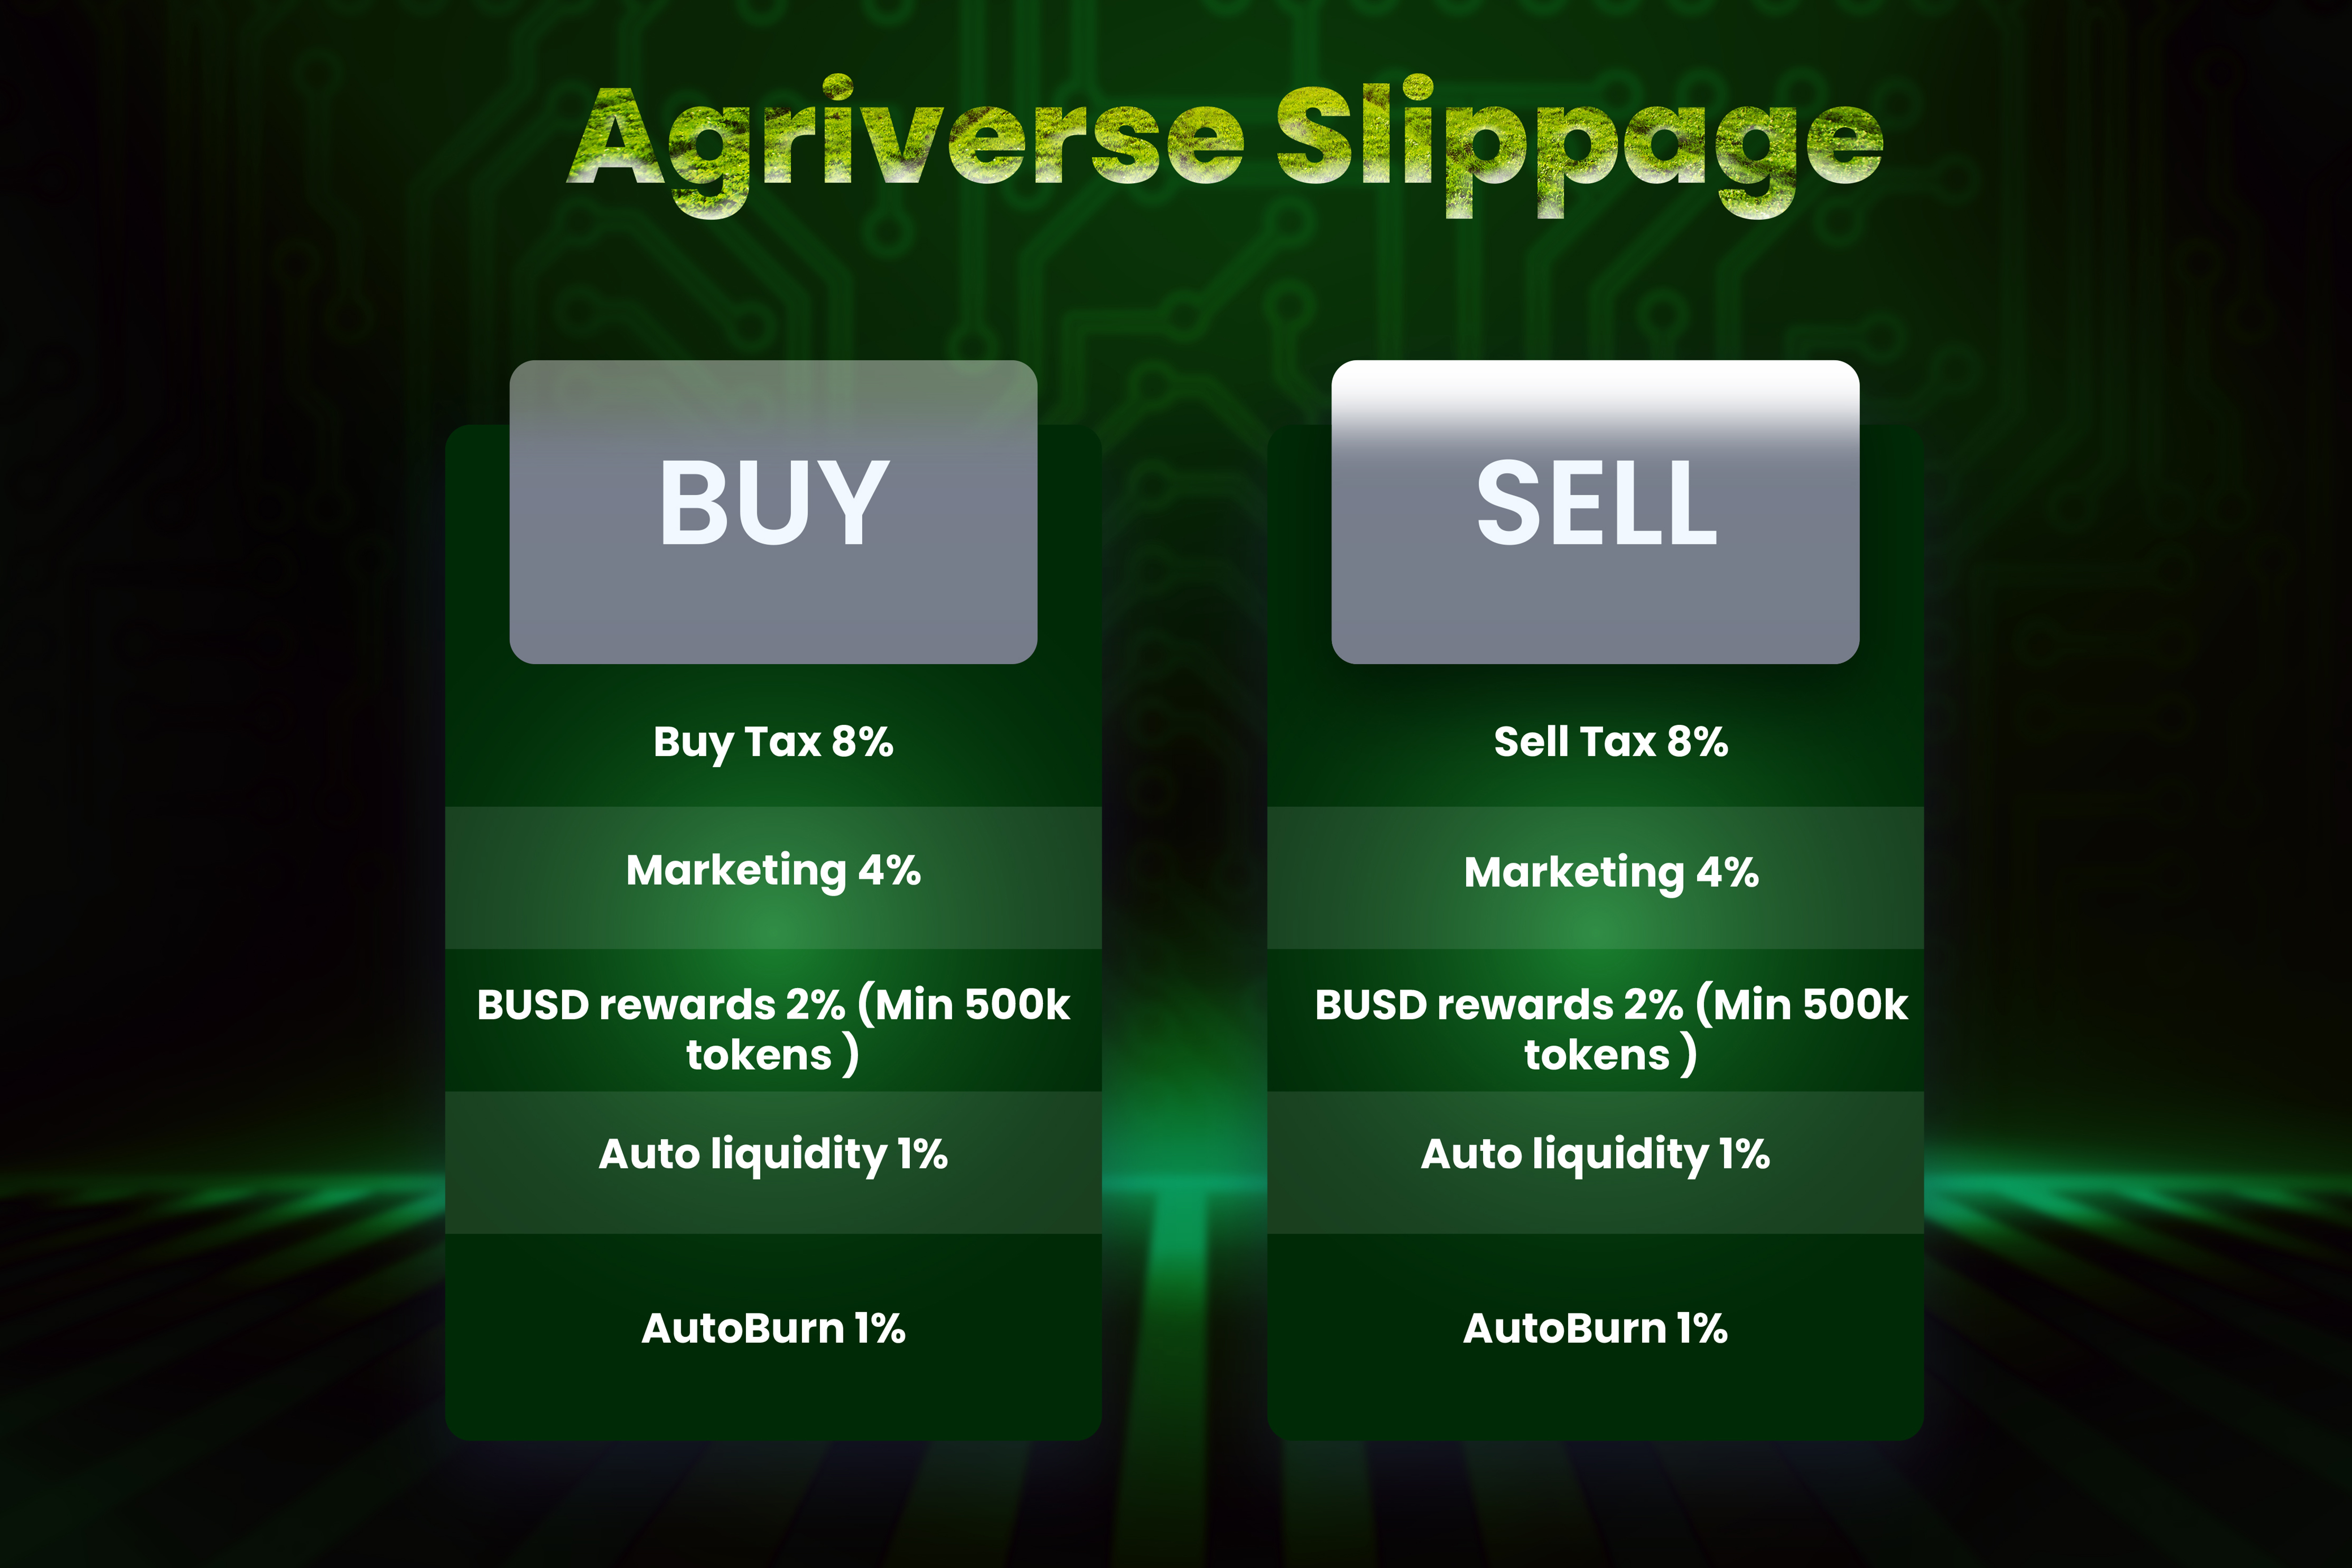 Agriverse Slippage
BUY
Buy Tax 8%
Marketing 4%
BUSD rewards 2% (Min 500k
tokens )
Auto liquidity 1%
AutoBurn 1%
SELL
Sell Tax 8%
Marketing 4%
BUSD rewards 2% (Min 500k
tokens )
Auto liquidity 1%
AutoBurn 1%